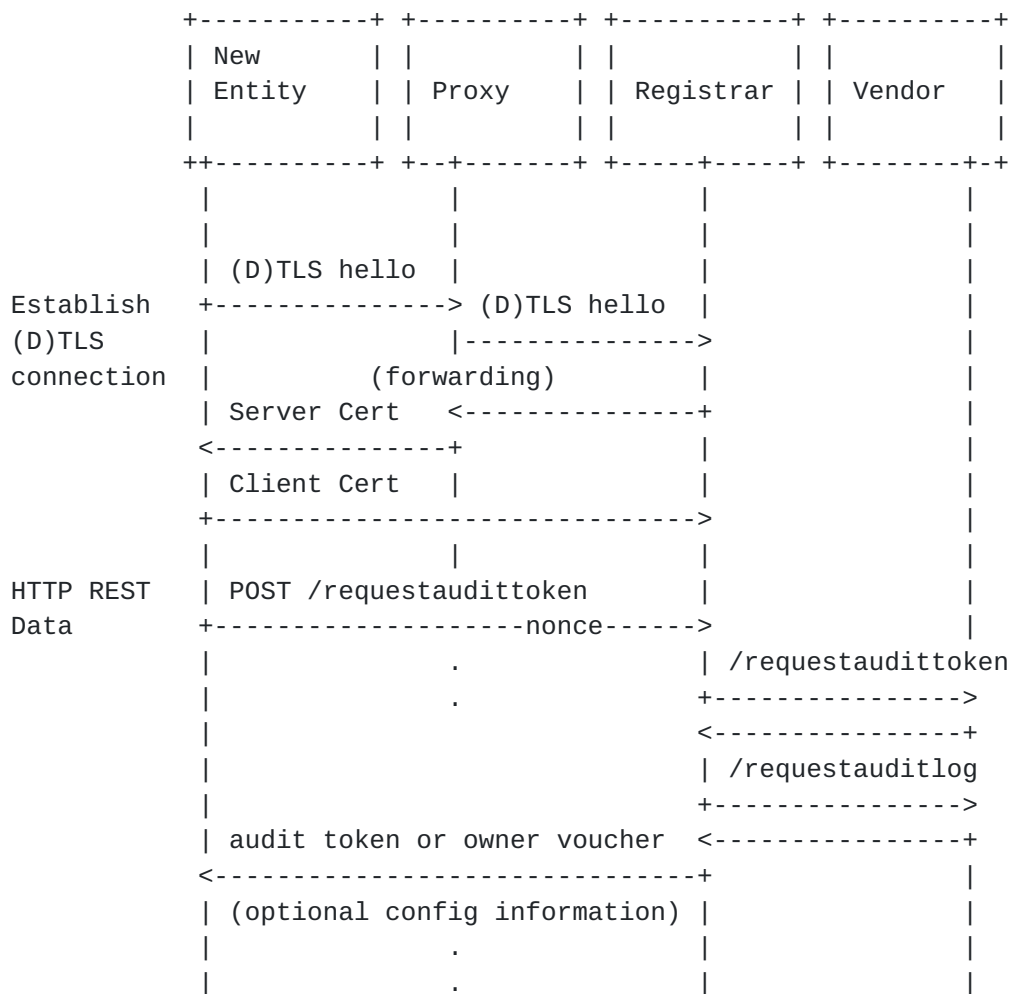 +-----------+ +----------+ +-----------+ +----------+
| New       | |          | |           | |          |
| Entity    | | Proxy    | | Registrar | | Vendor   |
|           | |          | |           | |          |
++----------+ +--+-------+ +-----+-----+ +--------+-+
|               |               |                |
|               |               |                |
| (D)TLS hello  |               |                |
Establish   +---------------> (D)TLS hello  |                |
(D)TLS      |               |--------------->                |
connection  |          (forwarding)         |                |
| Server Cert   <---------------+                |
<---------------+               |                |
| Client Cert   |               |                |
+------------------------------->                |
|               |               |                |
HTTP REST   | POST /requestaudittoken       |                |
Data        +--------------------nonce------>                |
|               .               | /requestaudittoken
|               .               +---------------->
|                               <----------------+
|                               | /requestauditlog
|                               +---------------->
| audit token or owner voucher  <----------------+
<-------------------------------+                |
| (optional config information) |                |
|               .               |                |
|               .               |                |